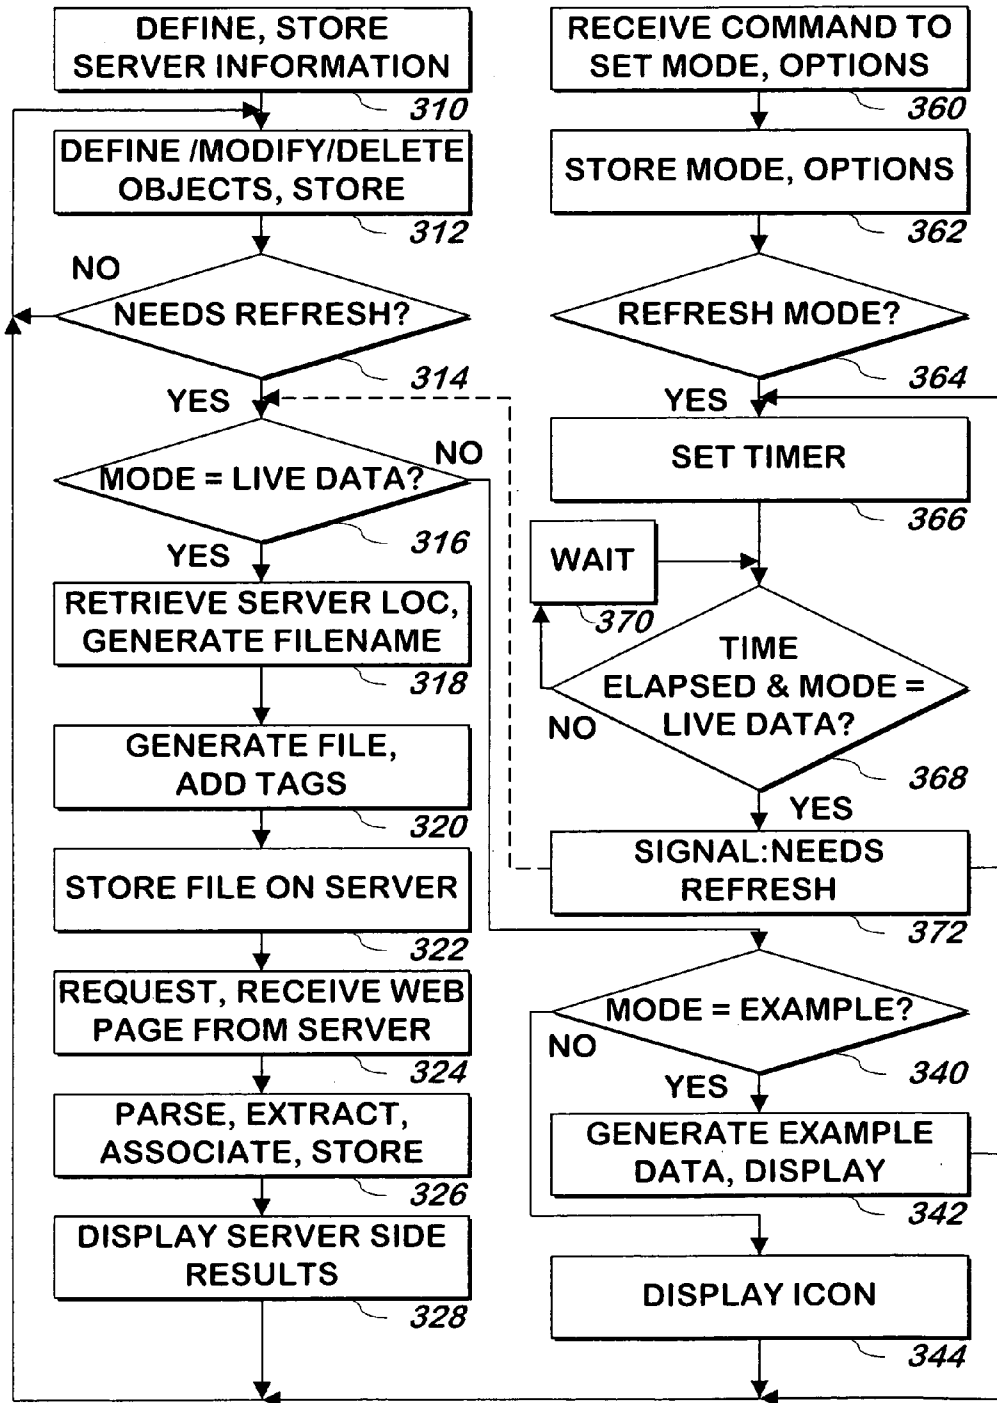 DEFINE, STORE
SERVER INFORMATION
310
DEFINE /MODIFY/DELETE
OBJECTS, STORE
312
NO
NEEDS REFRESH?
314
YES
NO
MODE = LIVE DATA?
316
YES
RETRIEVE SERVER LOC,
GENERATE FILENAME
318
GENERATE FILE,
ADD TAGS
320
STORE FILE ON SERVER
322
REQUEST, RECEIVE WEB
PAGE FROM SERVER
324
PARSE, EXTRACT,
ASSOCIATE, STORE
326
DISPLAY SERVER SIDE
RESULTS
328
RECEIVE COMMAND TO
SET MODE, OPTIONS
360
STORE MODE, OPTIONS
362
REFRESH MODE?
364
YES
SET TIMER
366
WAIT
370
TIME
ELAPSED & MODE =
LIVE DATA?
NO
368
YES
SIGNAL:NEEDS
REFRESH
372
MODE = EXAMPLE?
NO
340
YES
GENERATE EXAMPLE
DATA, DISPLAY
342
DISPLAY ICON
344